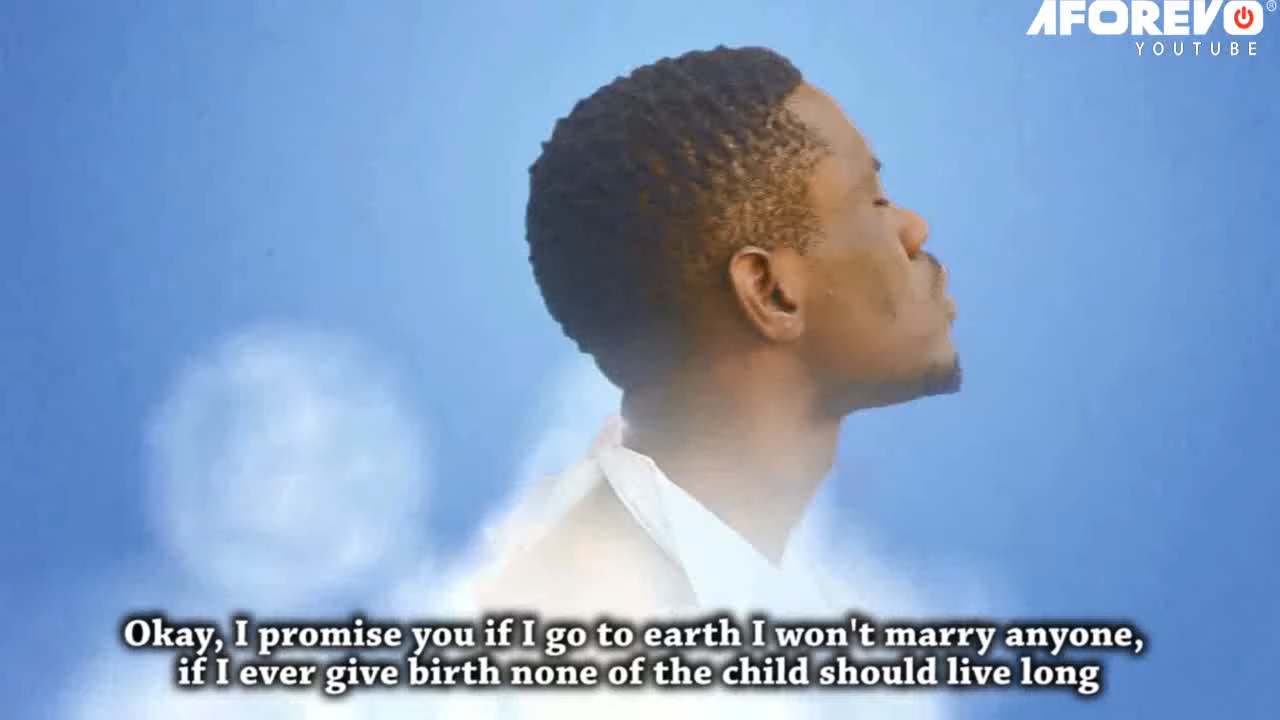 AFOREVO®
YOUTUBE
Okay, I promise you if I go to earth I won't marry anyone,
if I ever give birth none of the child should live long